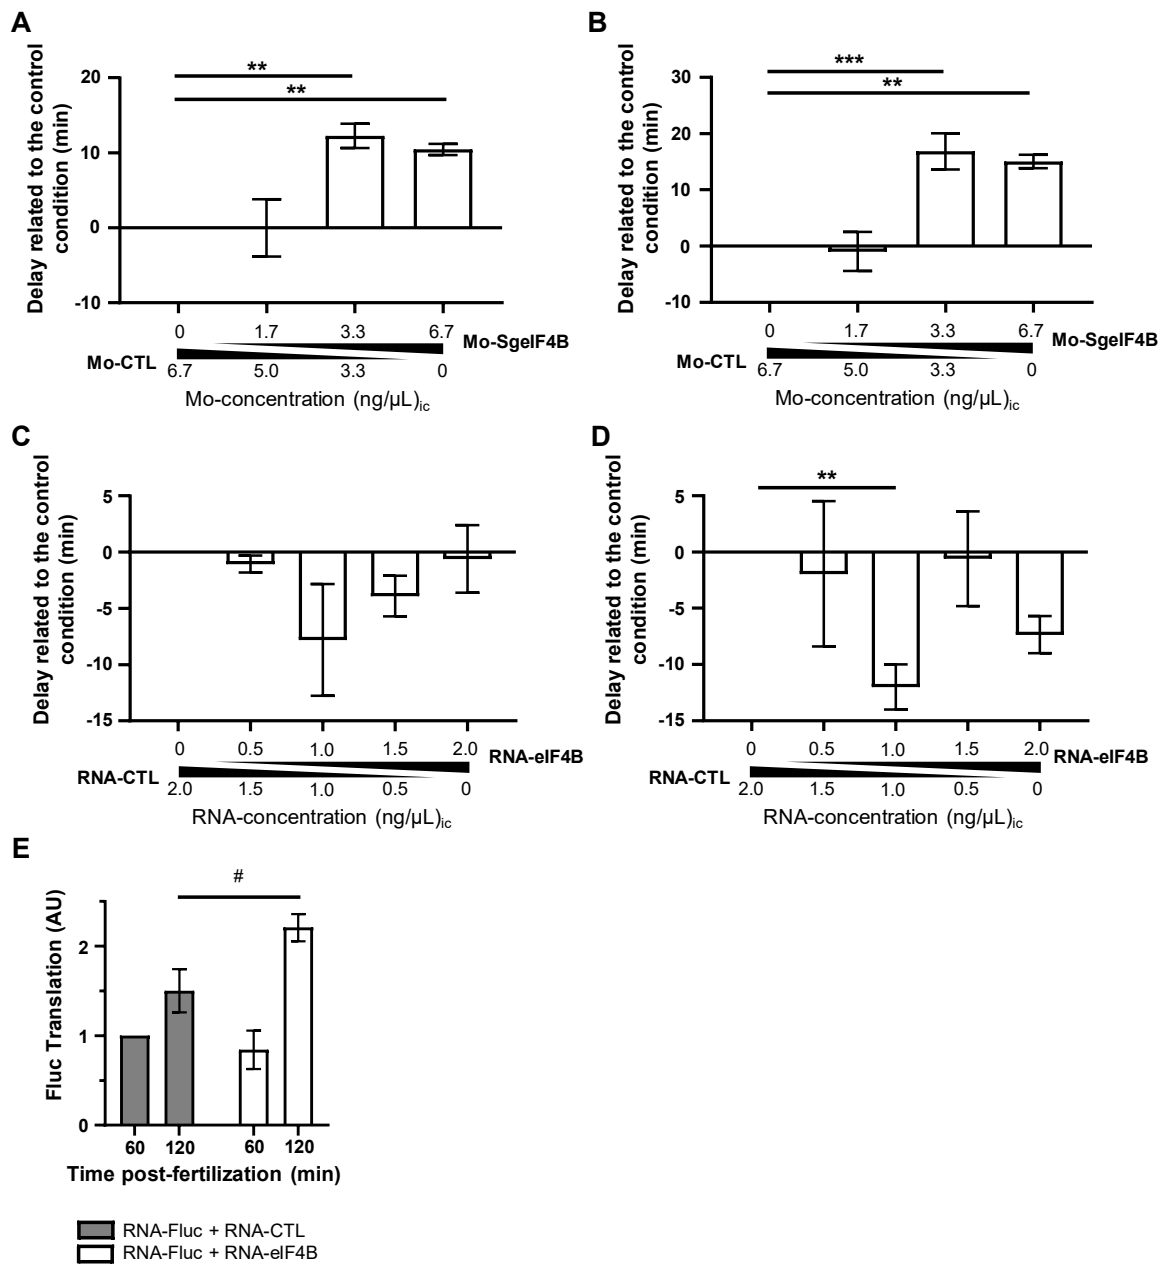 A
Delay related to the control
condition (min)
20
10
0
-10
**
**
0 1.7 3.3 6.7
Mo-SgeIF4B
Mo-CTL
6.7 5.0 3.3 0
Mo-concentration (ng/µL)ic
B
Delay related to the control
condition (min)
30
20
10
0
-10
***
**
0 1.7 3.3 6.7
Mo-SgeIF4B
Mo-CTL
6.7 5.0 3.3 0
Mo-concentration (ng/µL)ic
C
Delay related to the control
condition (min)
5
0
-5
-10
-15
0 0.5 1.0 1.5 2.0
RNA-eIF4B
RNA-CTL
2.0 1.5 1.0 0.5 0
RNA-concentration (ng/µL)ic
D
Delay related to the control
condition (min)
5
0
-5
-10
-15
**
0 0.5 1.0 1.5 2.0
RNA-eIF4B
RNA-CTL
2.0 1.5 1.0 0.5 0
RNA-concentration (ng/µL)ic
E
Fluc Translation (AU)
2
1
0
#
60 120 60 120
Time post-fertilization (min)
RNA-Fluc + RNA-CTL
RNA-Fluc + RNA-eIF4B